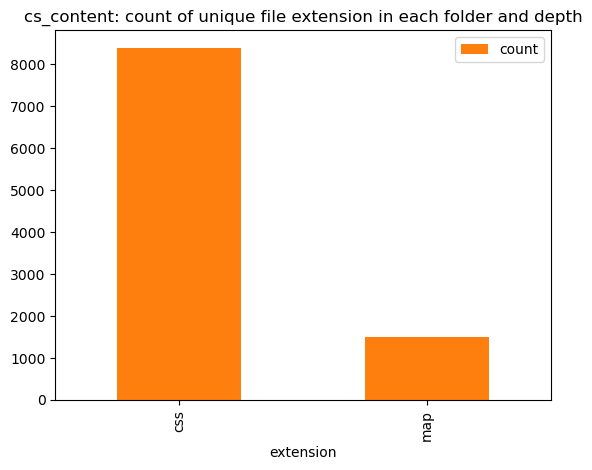 cs_content: count of unique file extension in each folder and depth
count
8000
7000
6000
5000
4000
3000
2000
1000
0
css
map
extension